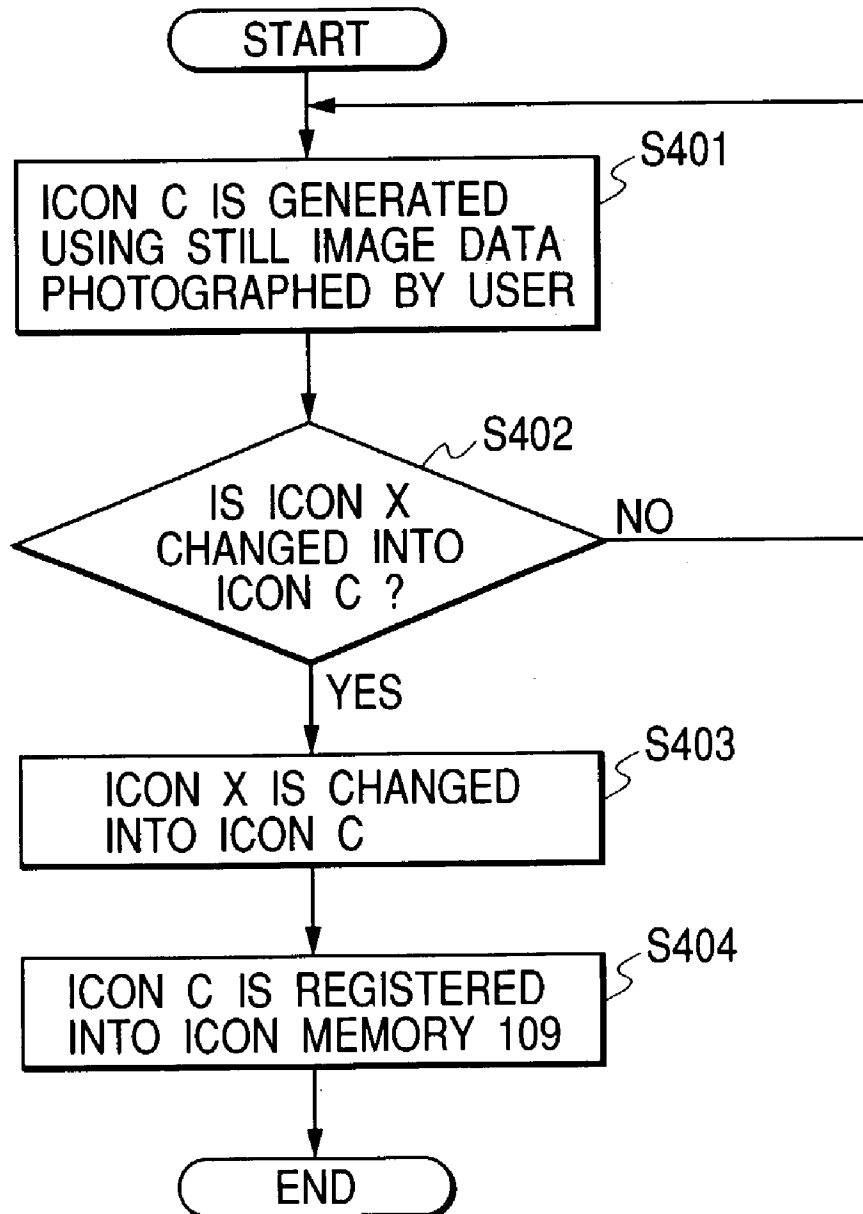 START
S401
ICON C IS GENERATED
USING STILL IMAGE DATA
PHOTOGRAPHED BY USER
S402
IS ICON X
CHANGED INTO
ICON C ?
NO
YES
S403
ICON X IS CHANGED
INTO ICON C
S404
ICON C IS REGISTERED
INTO ICON MEMORY 109
END